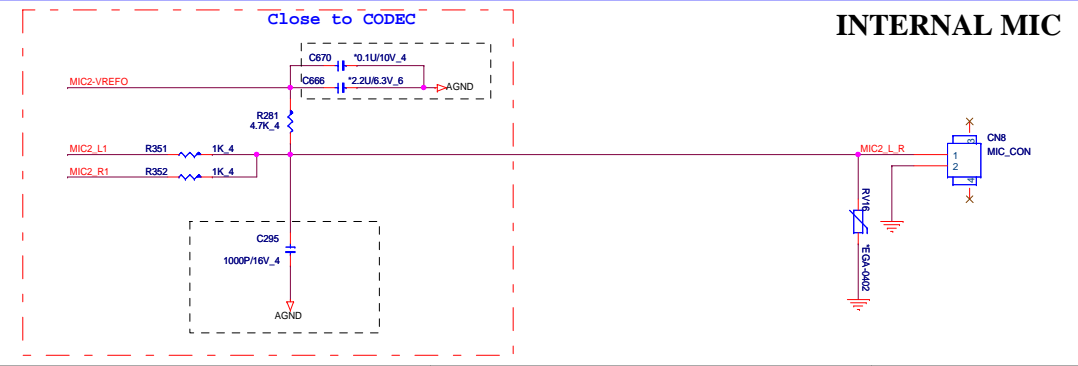 Close to CODEC
INTERNAL MIC
C670 *0.1U/10V_4
MIC2-VREFO
C666 *2.2U/6.3V_6
AGND
R281
4.7K_4
CN8
MIC_CON
MIC2_L1 R351 1K_4
MIC2_L_R
MIC2_R1 R352 1K_4
1
2
3
4
RV16
*EGA-0402
C295
1000P/16V_4
AGND